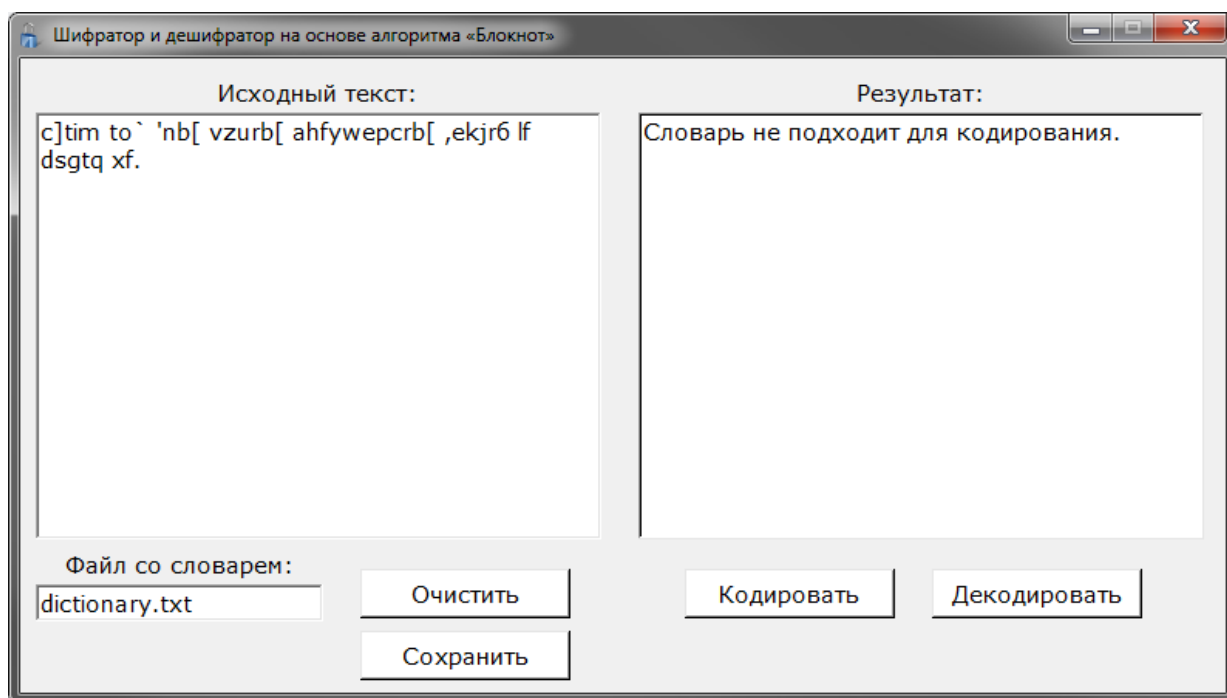 Шифратор и дешифратор на основе алгоритма «Блокнот»
Исходный текст:
c]tim to` 'nb[ vzurb[ ahfywepcrb[ ,ekjr6 lf
dsgtq xf.
Результат:
Словарь не подходит для кодирования.
Файл со словарем:
dictionary.txt
Очистить
Сохранить
Кодировать
Декодировать